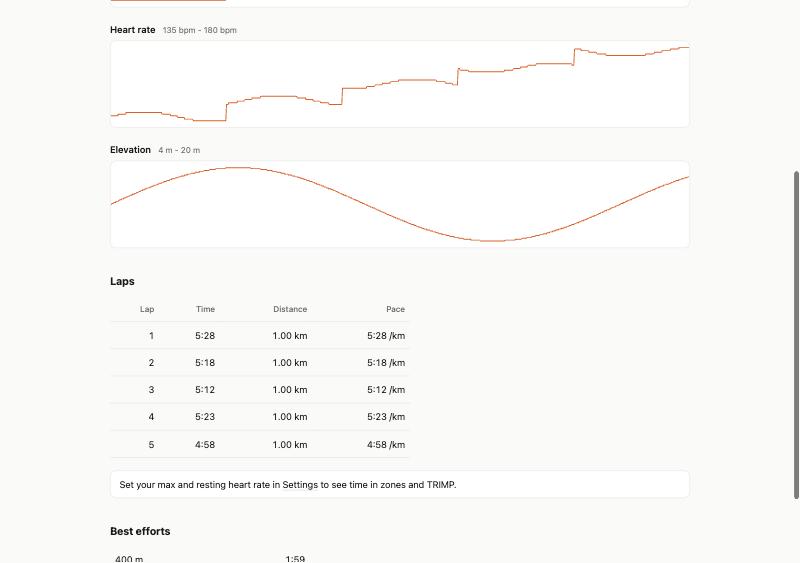 Heart rate 135 bpm - 180 bpm
Elevation 4 m - 20 m
Laps
Lap Time Distance Pace
1 5:28 1.00 km 5:28 /km
2 5:18 1.00 km 5:18 /km
3 5:12 1.00 km 5:12 /km
4 5:23 1.00 km 5:23 /km
5 4:58 1.00 km 4:58 /km
Set your max and resting heart rate in Settings to see time in zones and TRIMP.
Best efforts
400 m 1:59